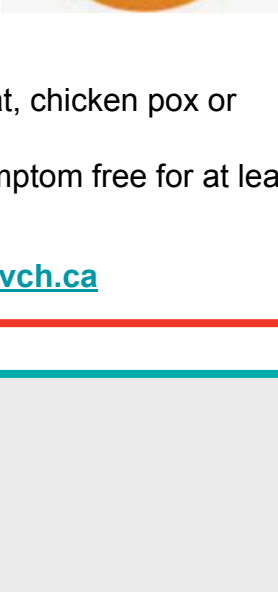 t, chicken pox or
mptom free for at lea
vch.ca